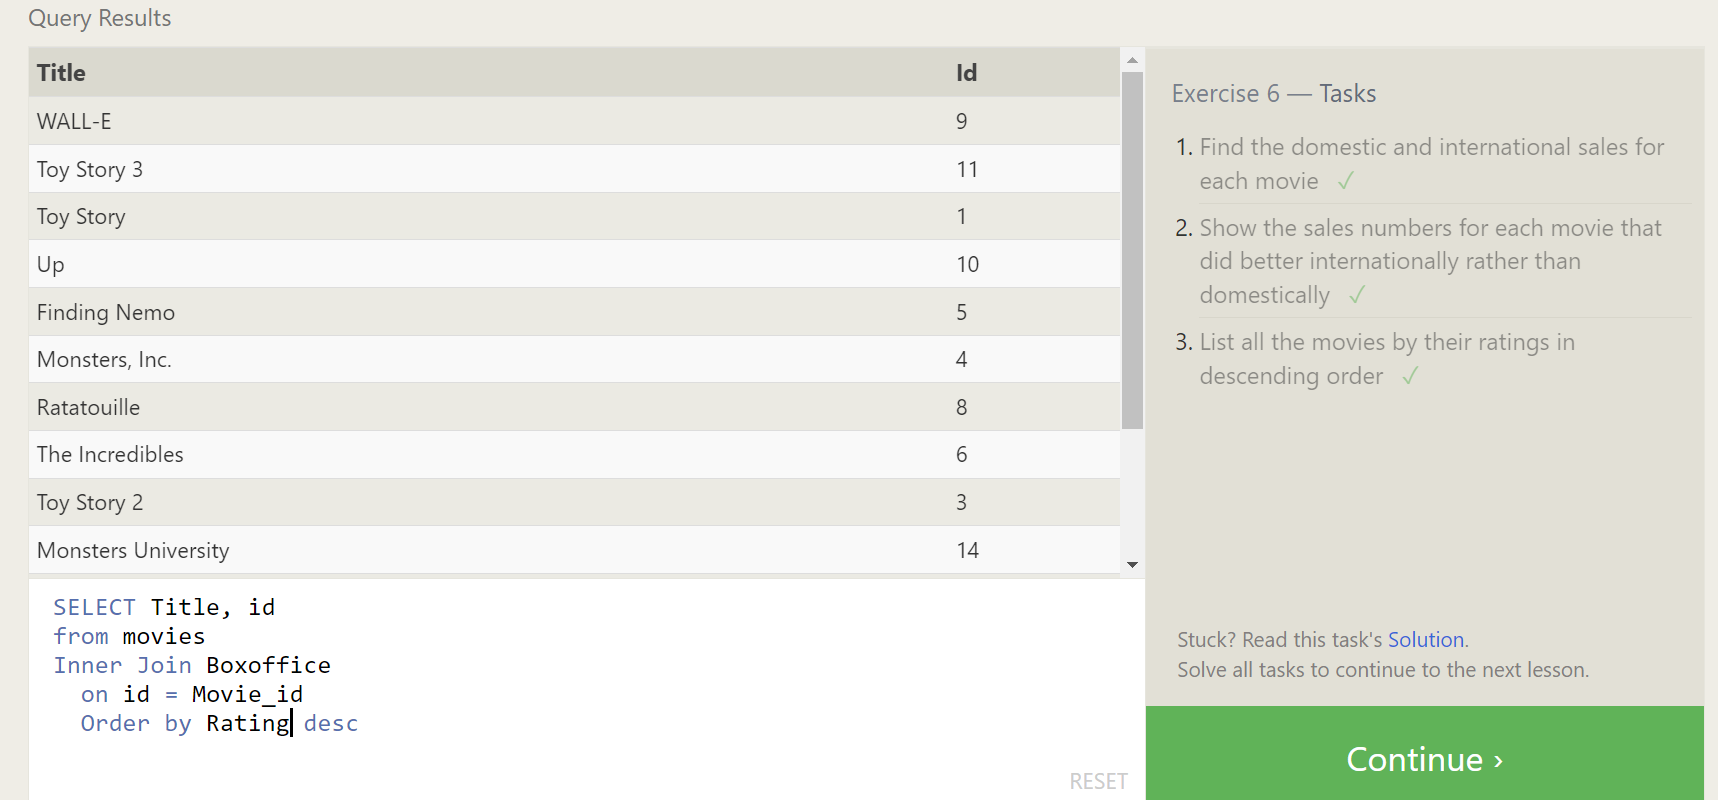 Query Results
Title Id
WALL-E 9
Toy Story 3 11
Toy Story 1
Up 10
Finding Nemo 5
Monsters, Inc. 4
Ratatouille 8
The Incredibles 6
Toy Story 2 3
Monsters University 14
SELECT Title, id
from movies
Inner Join Boxoffice
on id = Movie_id
Order by Rating desc
RESET
Exercise 6 — Tasks
1. Find the domestic and international sales for
each movie ✓
2. Show the sales numbers for each movie that
did better internationally rather than
domestically ✓
3. List all the movies by their ratings in
descending order ✓
Stuck? Read this task's Solution.
Solve all tasks to continue to the next lesson.
Continue ›